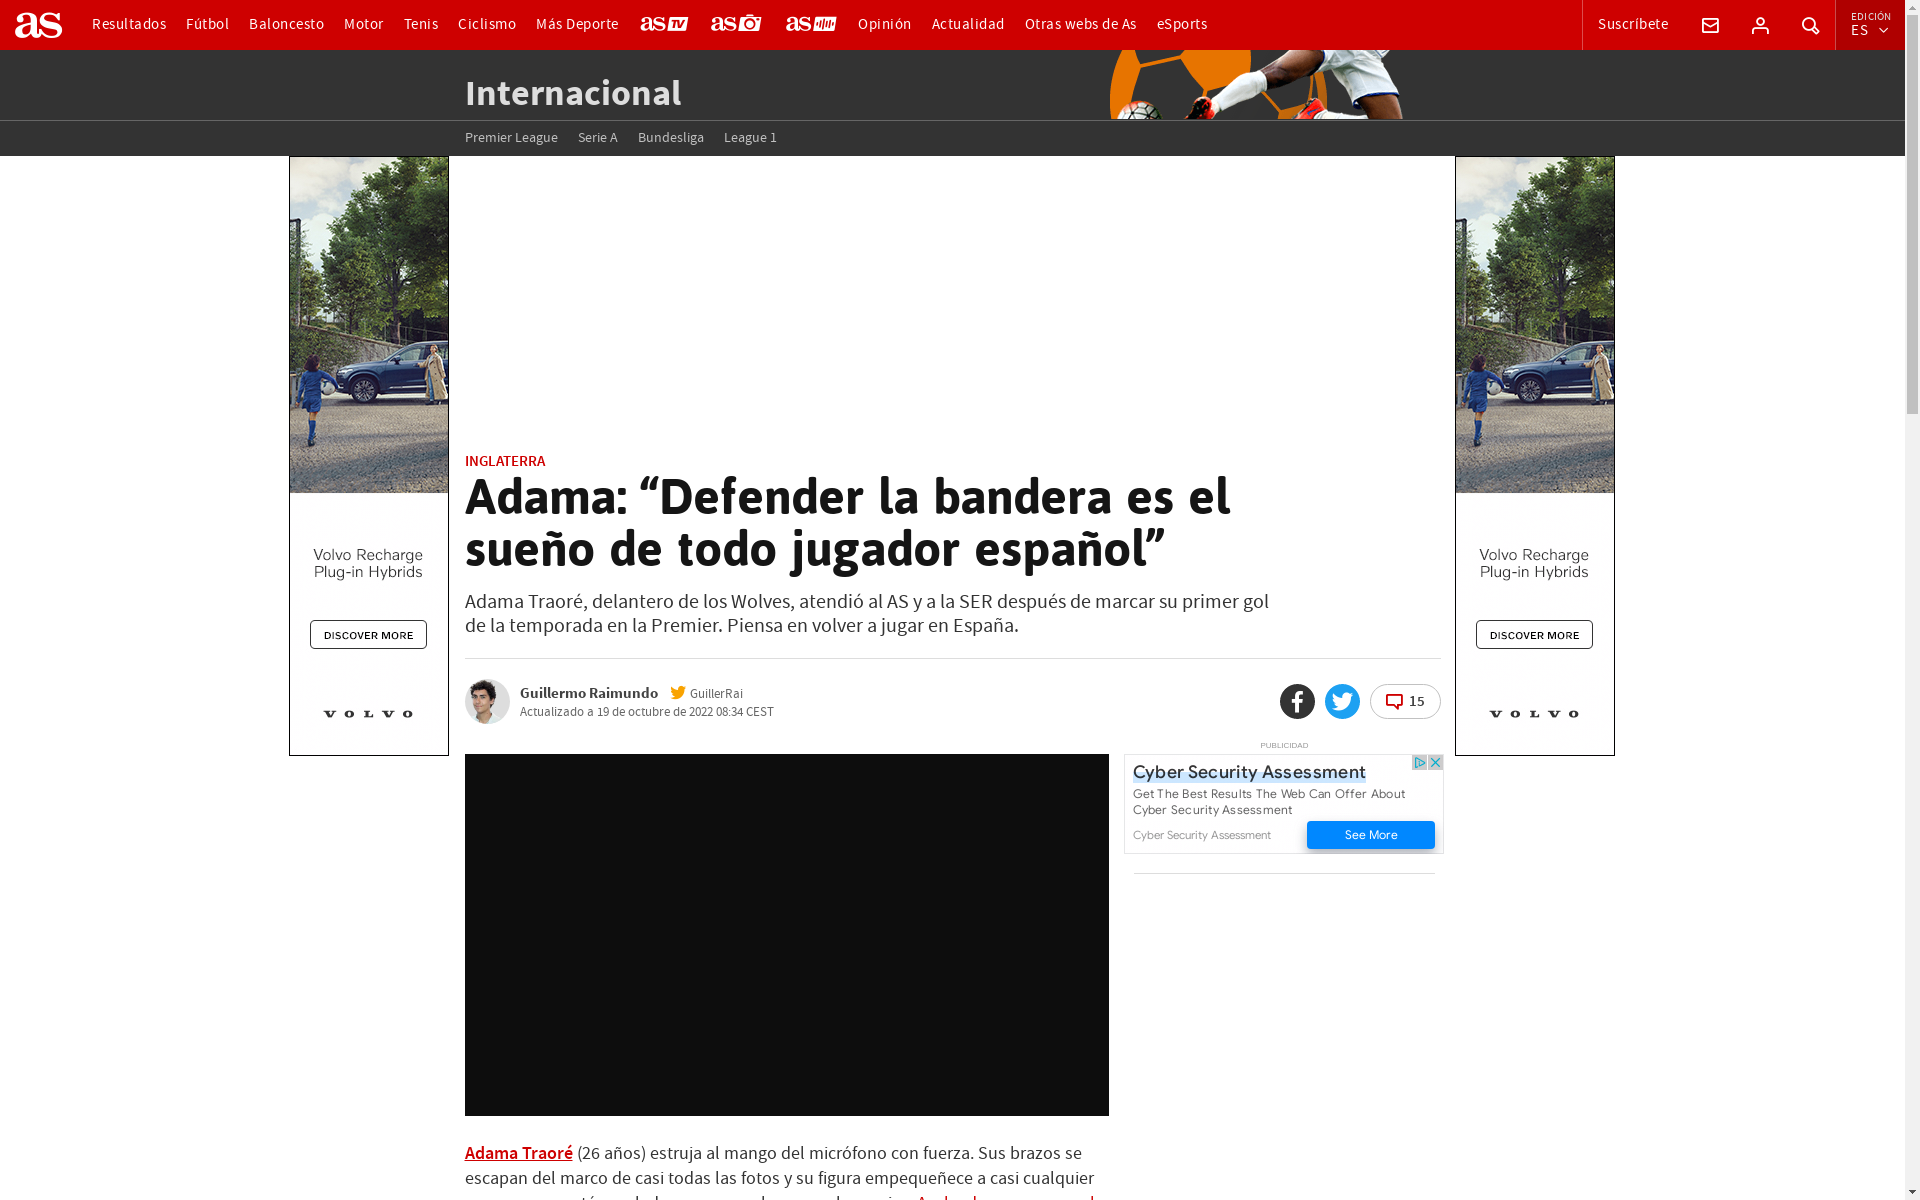 as Resultados Fútbol Baloncesto Motor Tenis Ciclismo Más Deporte as TV as as Opinión Actualidad Otras webs de As eSports Suscríbete EDICIÓN ES
Internacional
Premier League Serie A Bundesliga League 1
INGLATERRA
Adama: “Defender la bandera es el
sueño de todo jugador español”
Adama Traoré, delantero de los Wolves, atendió al AS y a la SER después de marcar su primer gol
de la temporada en la Premier. Piensa en volver a jugar en España.
Guillermo Raimundo GuillerRai
Actualizado a 19 de octubre de 2022 08:34 CEST
15
Volvo Recharge
Plug-in Hybrids
DISCOVER MORE
VOLVO
Volvo Recharge
Plug-in Hybrids
DISCOVER MORE
VOLVO
PUBLICIDAD
Cyber Security Assessment
Get The Best Results The Web Can Offer About
Cyber Security Assessment
Cyber Security Assessment See More
Adama Traoré (26 años) estruja al mango del micrófono con fuerza. Sus brazos se
escapan del marco de casi todas las fotos y su figura empequeñece a casi cualquier